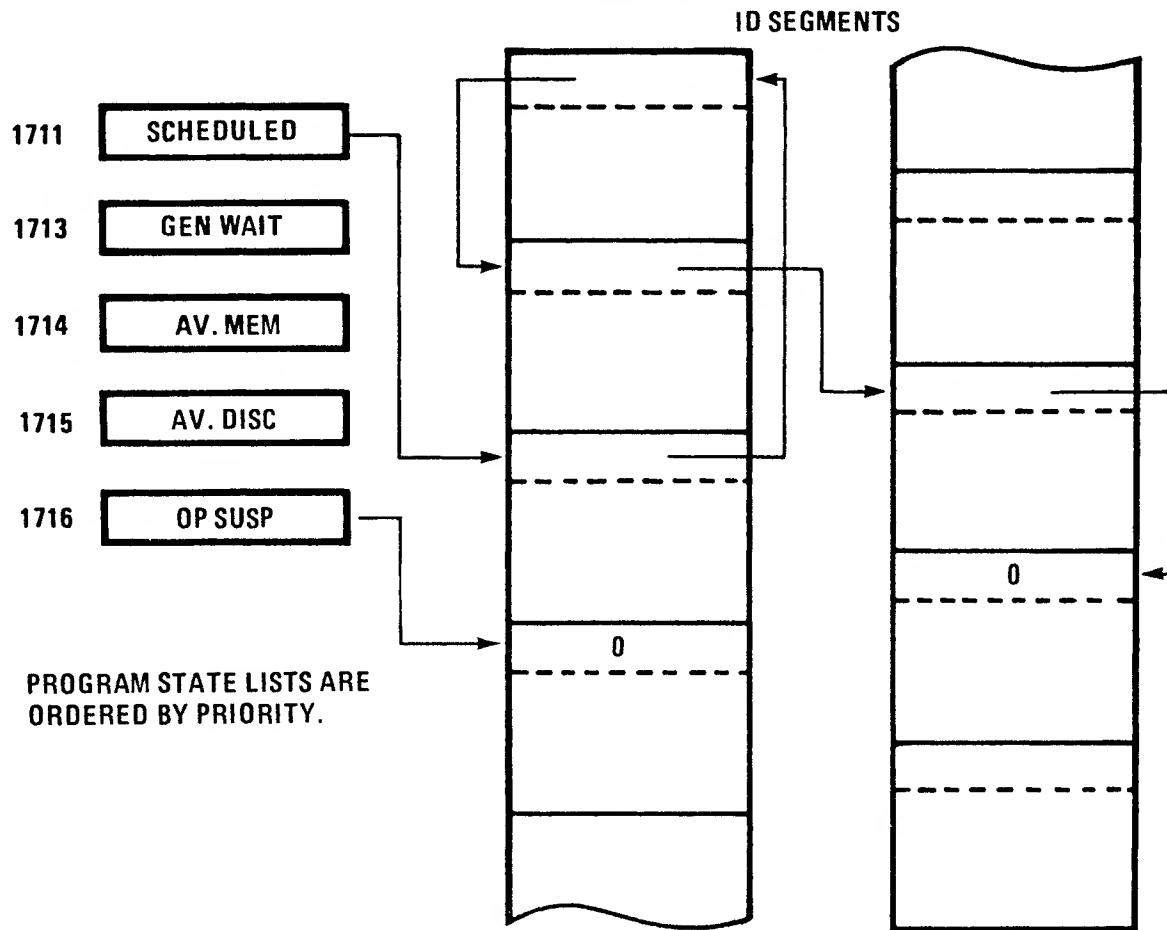 ID SEGMENTS
1711 SCHEDULED
1713 GEN WAIT
1714 AV. MEM
1715 AV. DISC
1716 OP SUSP
0
0
PROGRAM STATE LISTS ARE
ORDERED BY PRIORITY.